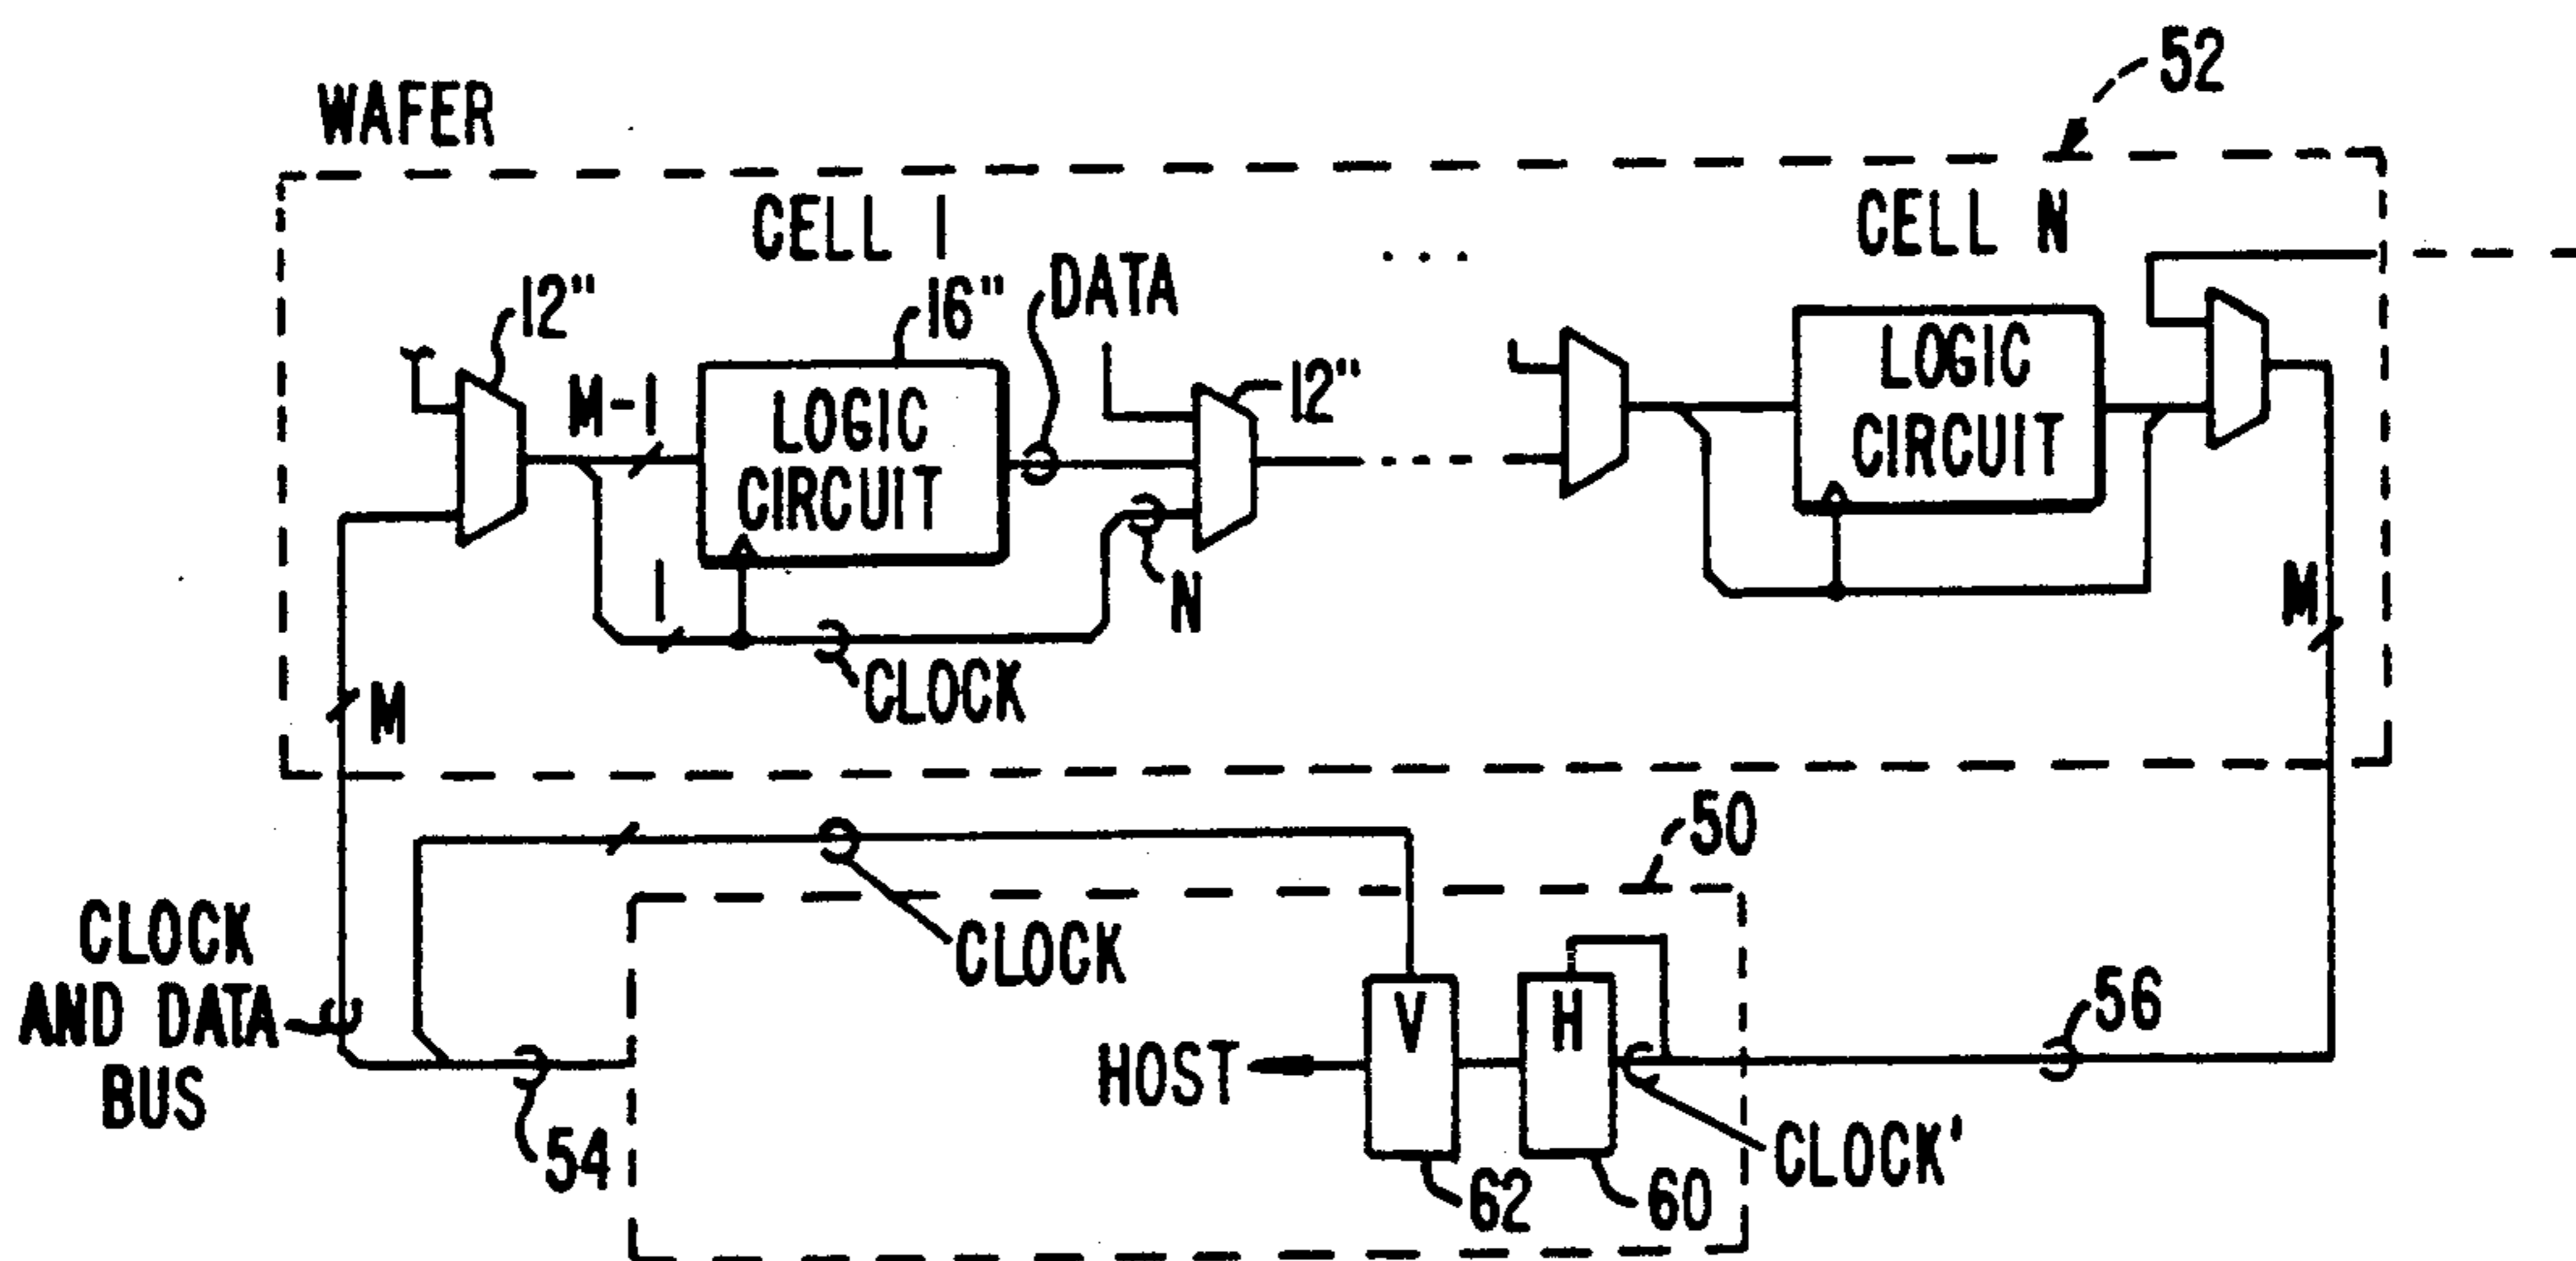 52
WAFER
CELL 1
...
CELL N
12"
16"
DATA
12"
M-1
LOGIC
CIRCUIT
LOGIC
CIRCUIT
1
N
CLOCK
M
M
50
CLOCK
AND DATA
BUS
CLOCK
54
V
H
56
HOST
CLOCK'
62
60